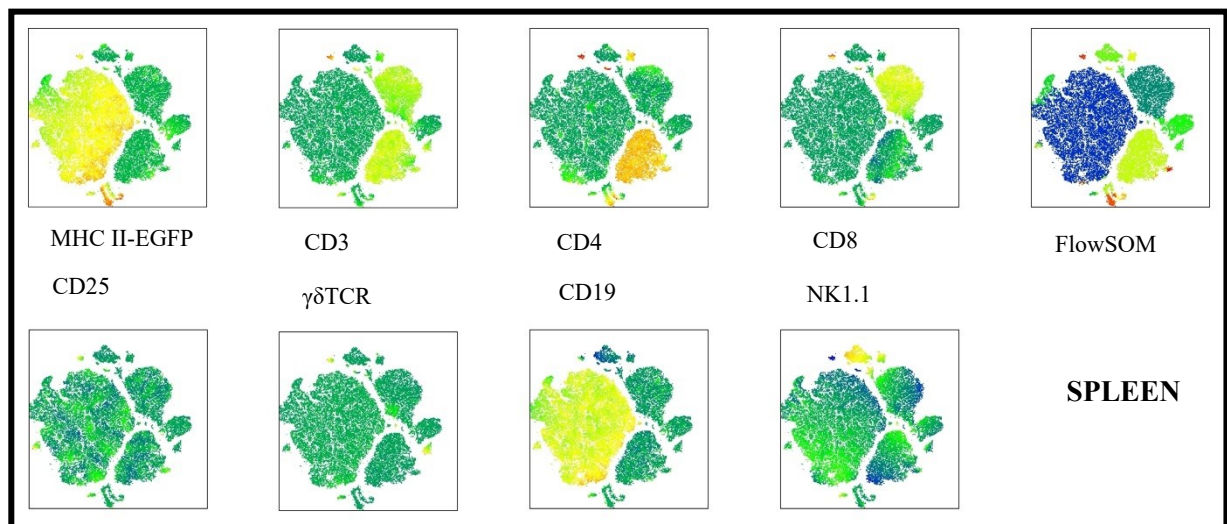 MHC II-EGFP CD3 CD4 CD8 FlowSOM
CD25 γδTCR CD19 NK1.1
SPLEEN